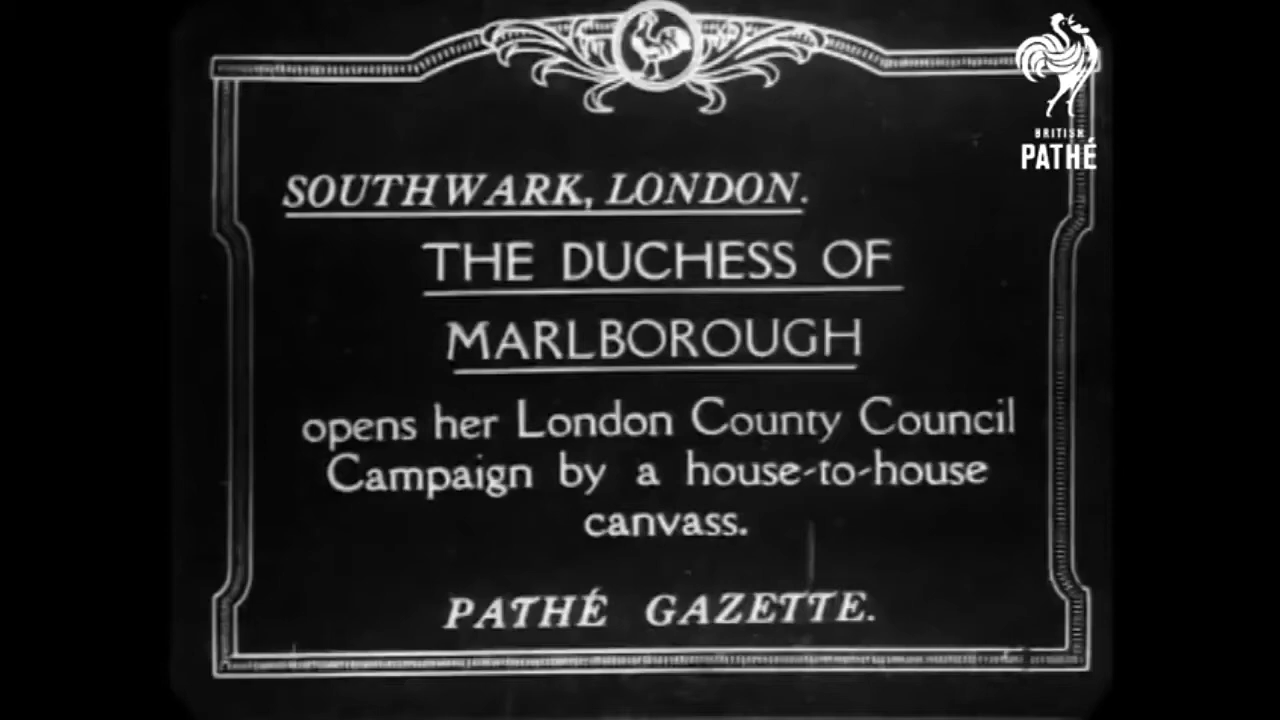 BRITISH
PATHÉ
SOUTHWARK, LONDON.
THE DUCHESS OF
MARLBOROUGH
opens her London County Council
Campaign by a house-to-house
canvass.
PATHÉ GAZETTE.